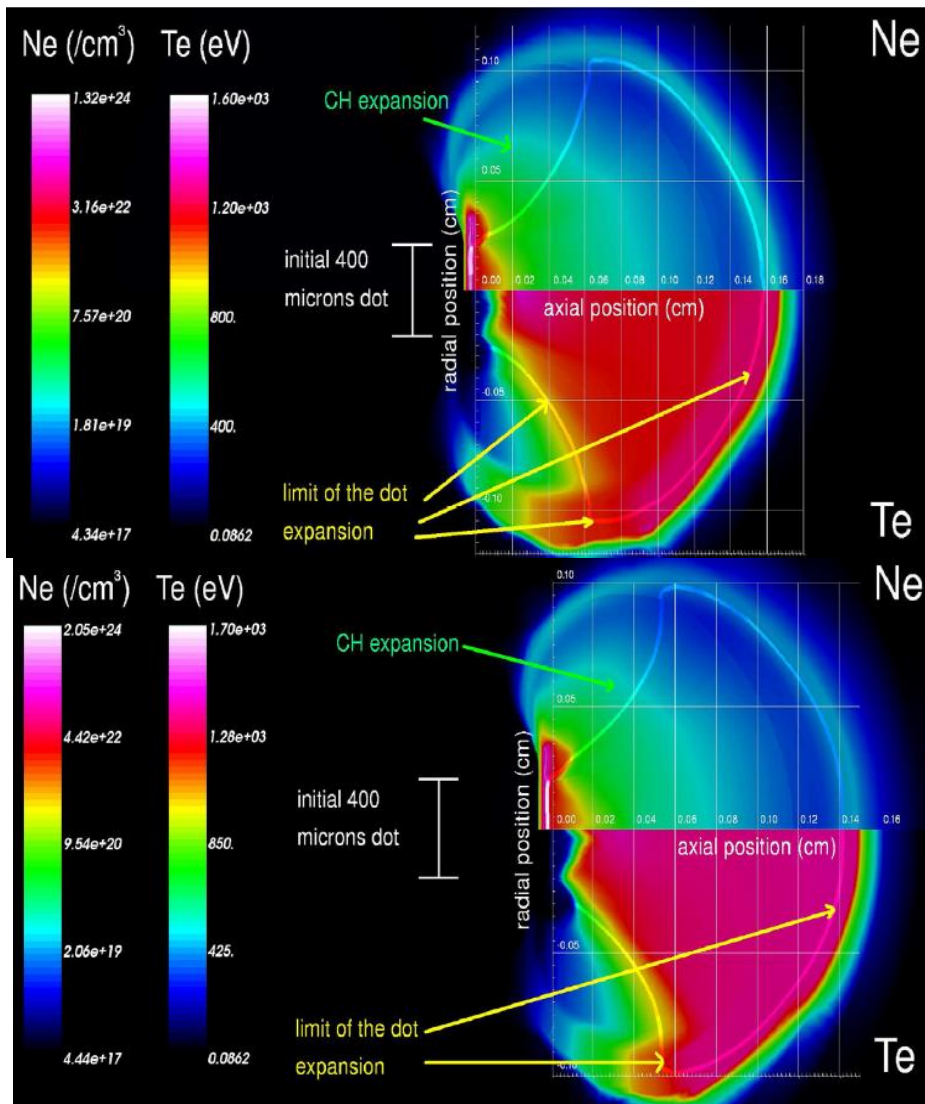 Ne (/cm³) Te (eV) Ne
1.32e+24 1.60e+03
0.10
CH expansion
3.16e+22 1.20e+03
0.05
radial position (cm)
initial 400
microns dot
0.00 0.02 0.04 0.06 0.08 0.10 0.12 0.14 0.16 0.18
axial position (cm)
7.57e+20 800.
-0.05
1.81e+19 400.
limit of the dot
expansion
-0.10
4.34e+17 0.0862
Te
Ne (/cm³) Te (eV) Ne
0.10
2.05e+24 1.70e+03
CH expansion
0.05
4.42e+22 1.28e+03
radial position (cm)
initial 400
microns dot
0.00 0.02 0.04 0.06 0.08 0.10 0.12 0.14 0.16
axial position (cm)
9.54e+20 850.
-0.05
2.06e+19 425.
limit of the dot
expansion
-0.10
4.44e+17 0.0862
Te